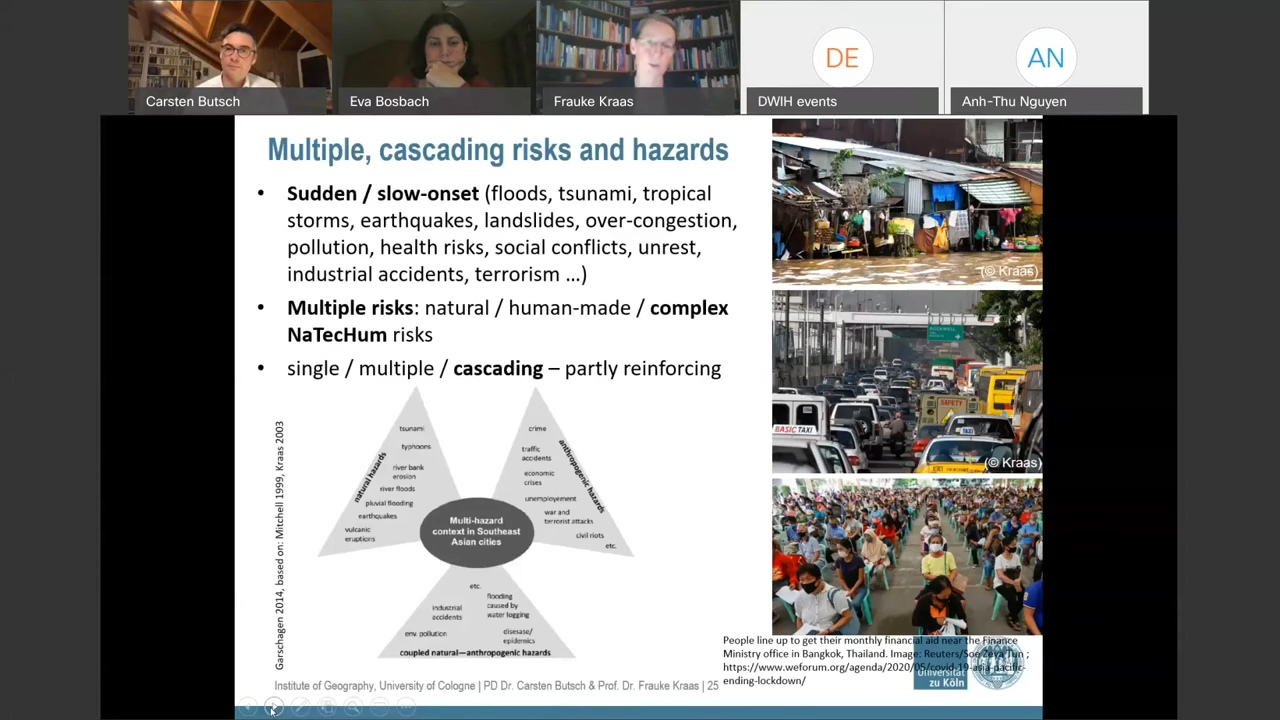 DE
AN
Carsten Butsch
Eva Bosbach
Frauke Kraas
DWIH events
Anh-Thu Nguyen
Multiple, cascading risks and hazards
• Sudden / slow-onset (floods, tsunami, tropical
storms, earthquakes, landslides, over-congestion,
pollution, health risks, social conflicts, unrest,
industrial accidents, terrorism ...)
• Multiple risks: natural / human-made / complex
NaTecHum risks
• single / multiple / cascading – partly reinforcing
Garschagen 2014, based on: Mitchell 1999, Kraas 2003
natural hazards
tsunami
typhoons
river bank
erosion
river floods
pluvial flooding
earthquakes
vulcanic
eruptions
crime
traffic
accidents
economic
crises
unemployement
war and
terrorist attacks
civil riots
etc.
anthropogenic hazards
Multi-hazard
context in Southeast
Asian cities
etc.
flooding
caused by
water logging
industrial
accidents
env. pollution
disesase/
epidemics
coupled natural—anthropogenic hazards
(© Kraas)
ROCKWELL
SAFETY
BASIC TAXI
TAXI
(© Kraas)
People line up to get their monthly financial aid near the Finance
Ministry office in Bangkok, Thailand. Image: Reuters/Soe Zeya Tun ;
https://www.weforum.org/agenda/2020/05/covid-19-asia-pacific-
ending-lockdown/
Universität
zu Köln
Institute of Geography, University of Cologne | PD Dr. Carsten Butsch & Prof. Dr. Frauke Kraas | 25